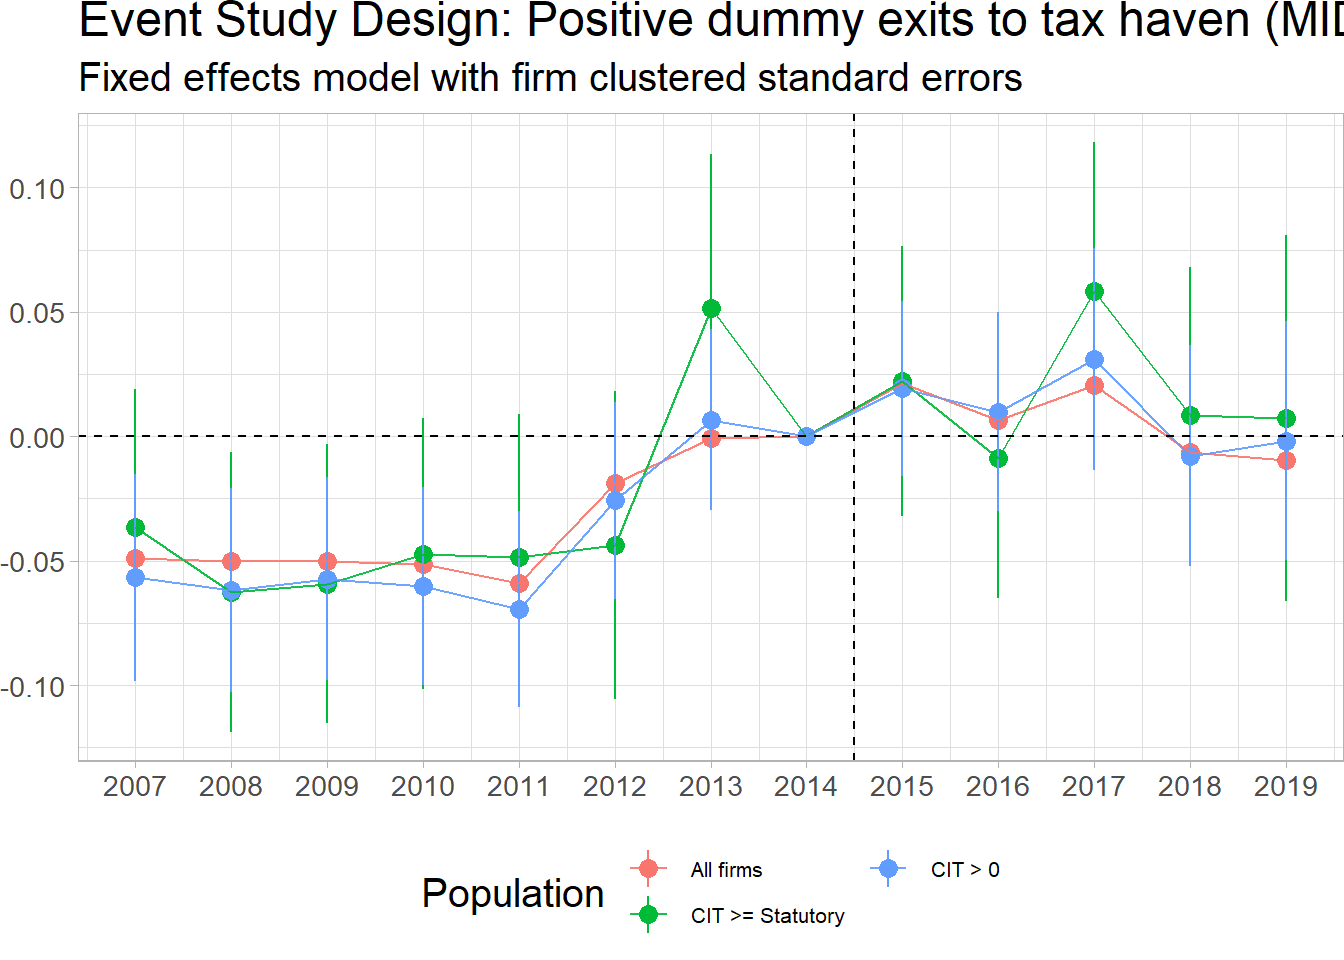 Event Study Design: Positive dummy exits to tax haven (MID
Fixed effects model with firm clustered standard errors
0.10
0.05
0.00
-0.05
-0.10
2007 2008 2009 2010 2011 2012 2013 2014 2015 2016 2017 2018 2019
Population
All firms
CIT > 0
CIT >= Statutory